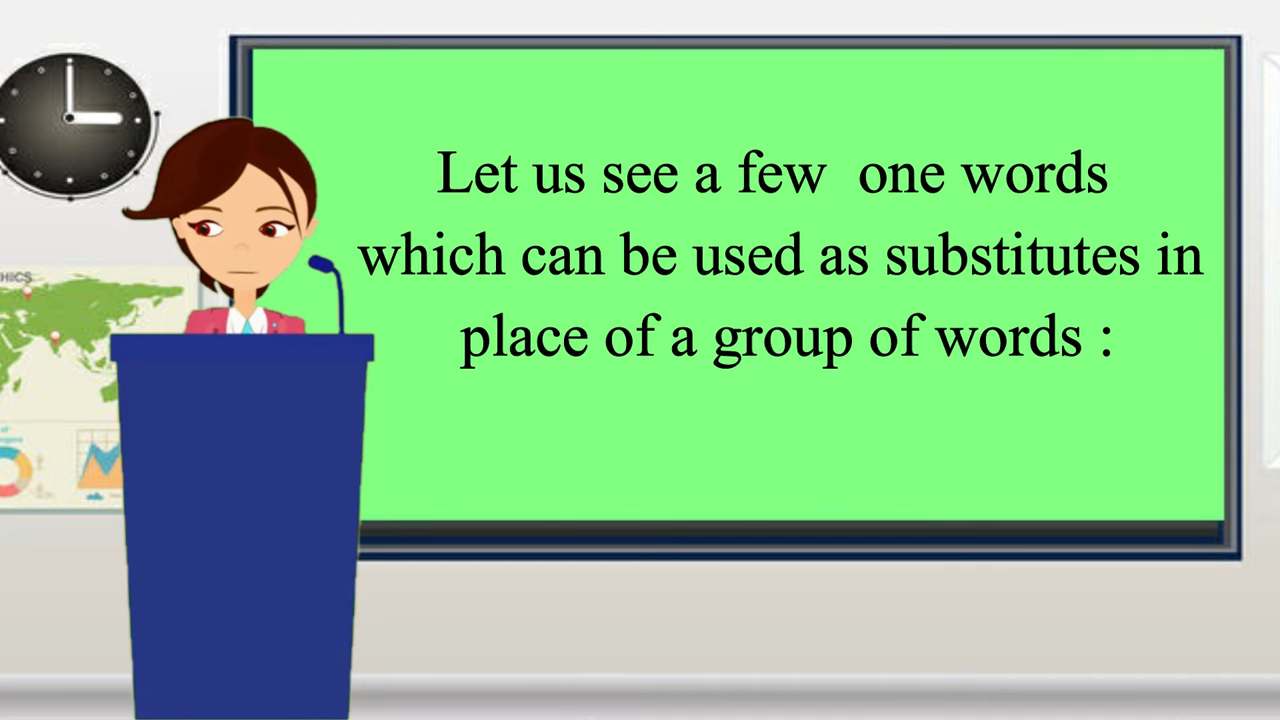 Let us see a few  one words
which can be used as substitutes in
place of a group of words :